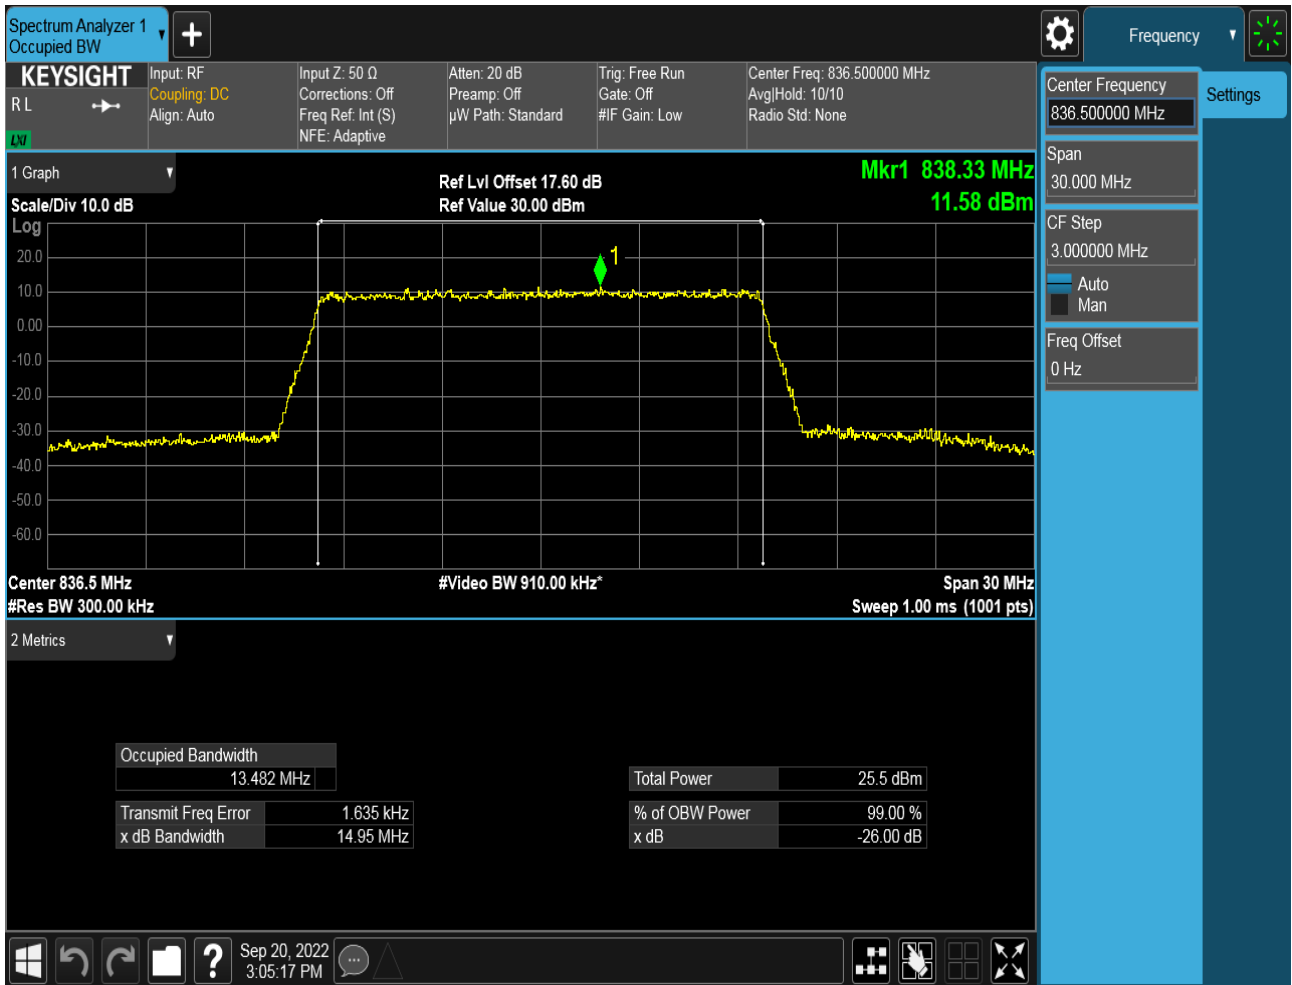 Spectrum Analyzer 1
Occupied BW
+
Frequency
KEYSIGHT
R L
LXI
Input: RF
Coupling: DC
Align: Auto
Input Z: 50 Ω
Corrections: Off
Freq Ref: Int (S)
NFE: Adaptive
Atten: 20 dB
Preamp: Off
µW Path: Standard
Trig: Free Run
Gate: Off
#IF Gain: Low
Center Freq: 836.500000 MHz
Avg|Hold: 10/10
Radio Std: None
Center Frequency
836.500000 MHz
Settings
Span
30.000 MHz
CF Step
3.000000 MHz
Auto
Man
Freq Offset
0 Hz
1 Graph
Scale/Div 10.0 dB
Ref Lvl Offset 17.60 dB
Ref Value 30.00 dBm
Mkr1 838.33 MHz
11.58 dBm
Log
1
20.0
10.0
0.00
-10.0
-20.0
-30.0
-40.0
-50.0
-60.0
Center 836.5 MHz
#Video BW 910.00 kHz*
Span 30 MHz
#Res BW 300.00 kHz
Sweep 1.00 ms (1001 pts)
2 Metrics
Occupied Bandwidth
13.482 MHz
Total Power 25.5 dBm
Transmit Freq Error 1.635 kHz
% of OBW Power 99.00 %
x dB Bandwidth 14.95 MHz
x dB -26.00 dB
?
Sep 20, 2022
3:05:17 PM